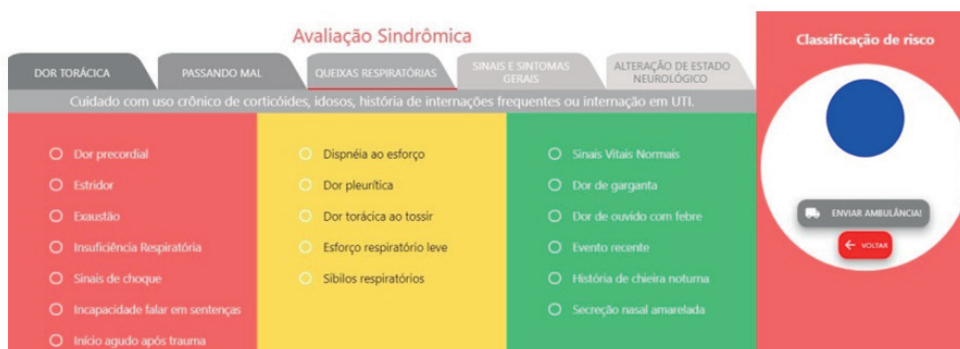 Avaliação Sindrômica
Classificação de risco
DOR TORÁCICA
PASSANDO MAL
QUEIXAS RESPIRATÓRIAS
SINAIS E SINTOMAS
GERAIS
ALTERAÇÃO DE ESTADO
NEUROLÓGICO
Cuidado com uso crônico de corticóides, idosos, história de internações frequentes ou internação em UTI.
Dor precordial
Estridor
Exaustão
Insuficiência Respiratória
Sinais de choque
Incapacidade falar em sentenças
Início agudo após trauma
Dispnéia ao esforço
Dor pleurítica
Dor torácica ao tossir
Esforço respiratório leve
Sibilos respiratórios
Sinais Vitais Normais
Dor de garganta
Dor de ouvido com febre
Evento recente
História de chieira noturna
Secreção nasal amarelada
ENVIAR AMBULÂNCIA!
VOLTAR